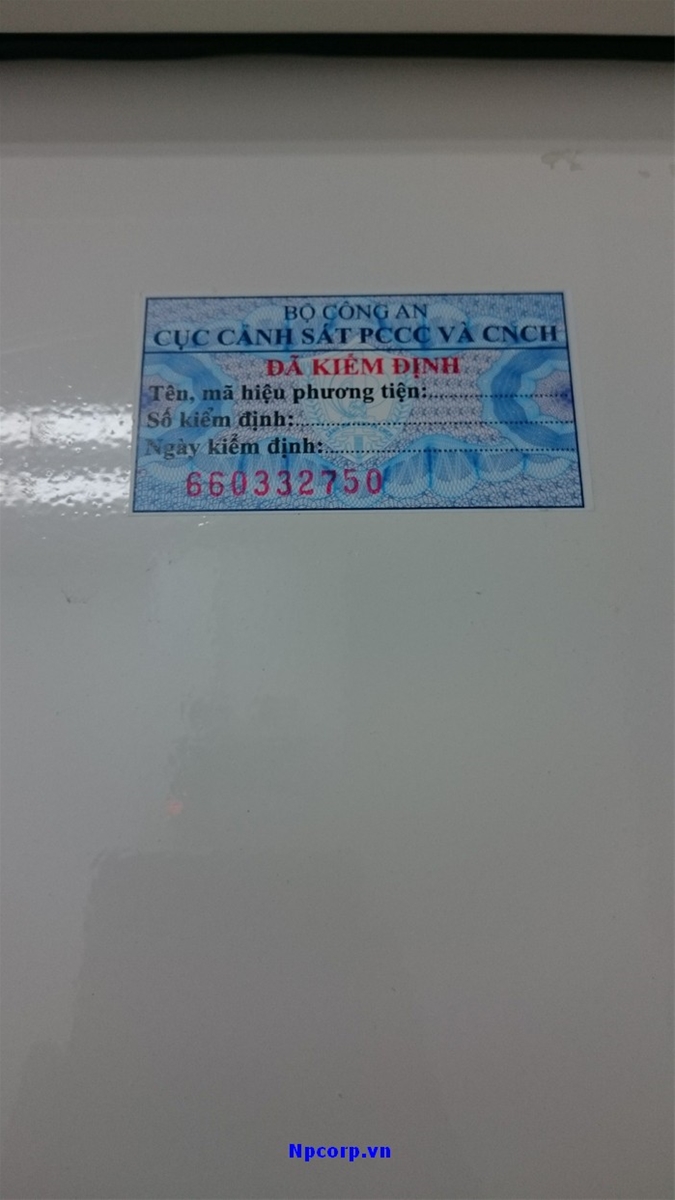 BỘ CÔNG AN
CỤC CẢNH SÁT PCCC VÀ CNCH
ĐÃ KIỂM ĐỊNH
Tên, mã hiệu phương tiện:........................
Số kiểm định:................................................
Ngày kiểm định:...........................................
660332750
Npcorp.vn